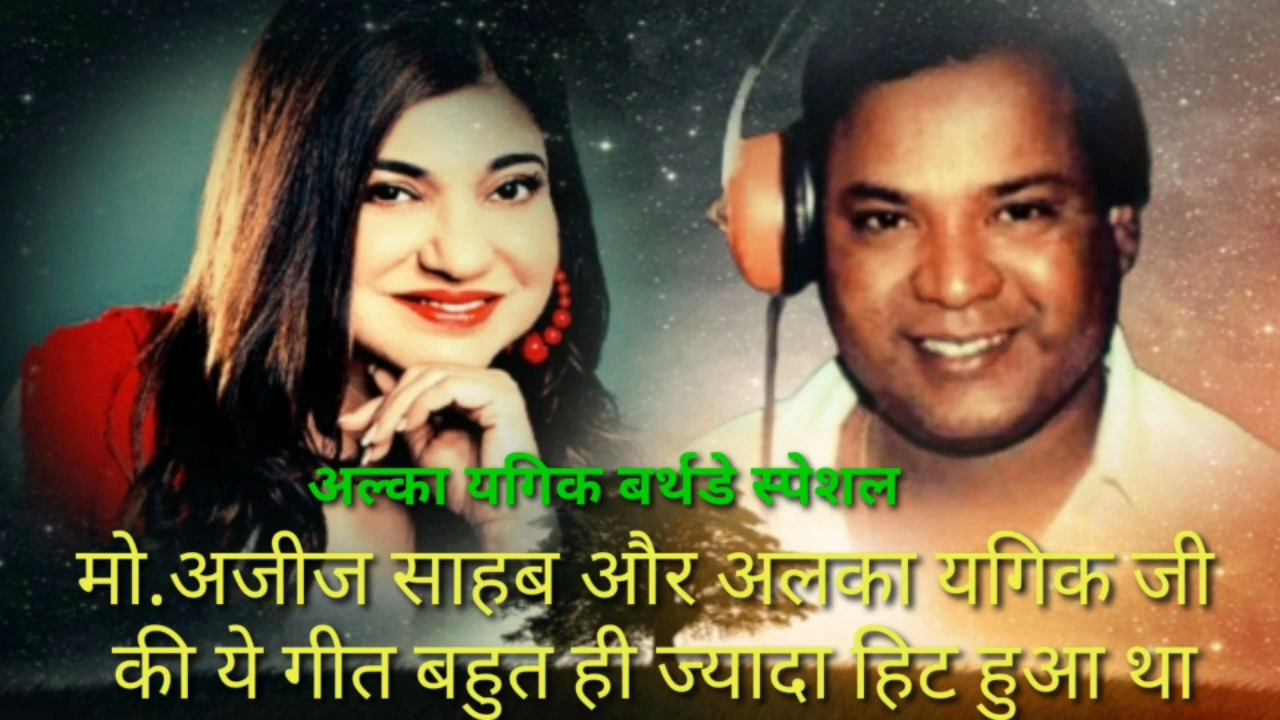 अल्का यगिक बर्थडे स्पेशल
मो.अजीज साहब और अलका यगिक जी
की ये गीत बहुत ही ज्यादा हिट हुआ था